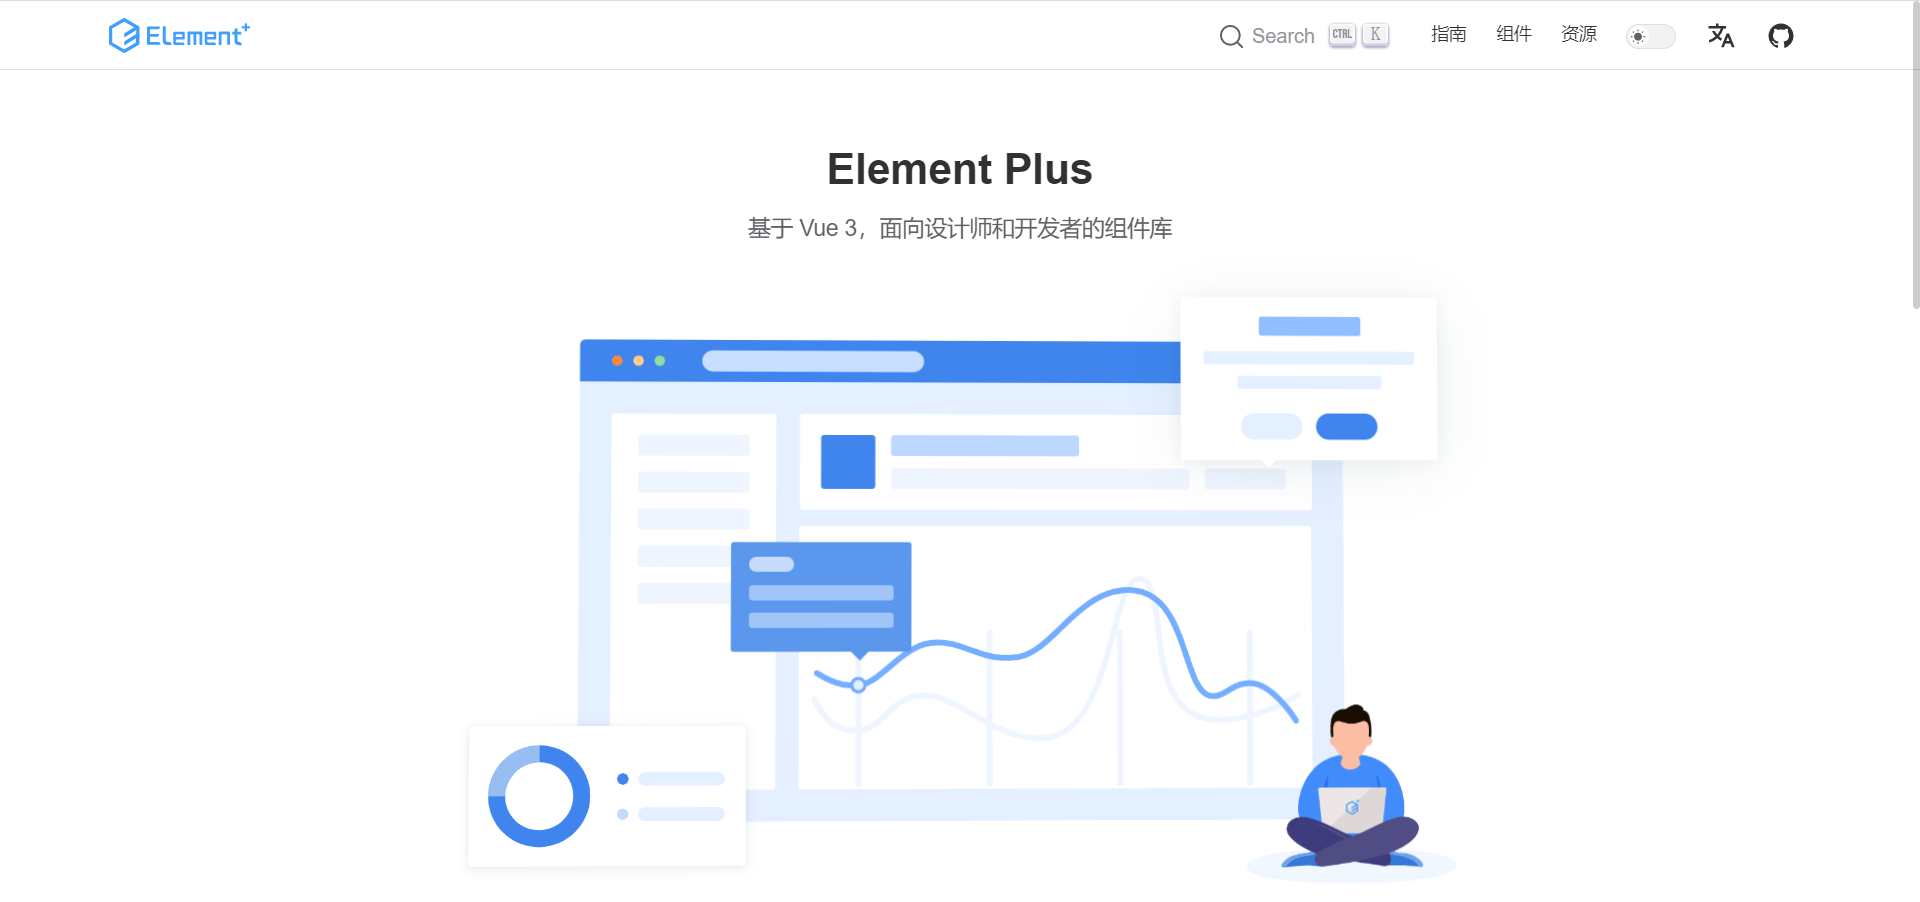 Element+
Search CTRL K 指南 组件 资源
Element Plus
基于 Vue 3，面向设计师和开发者的组件库